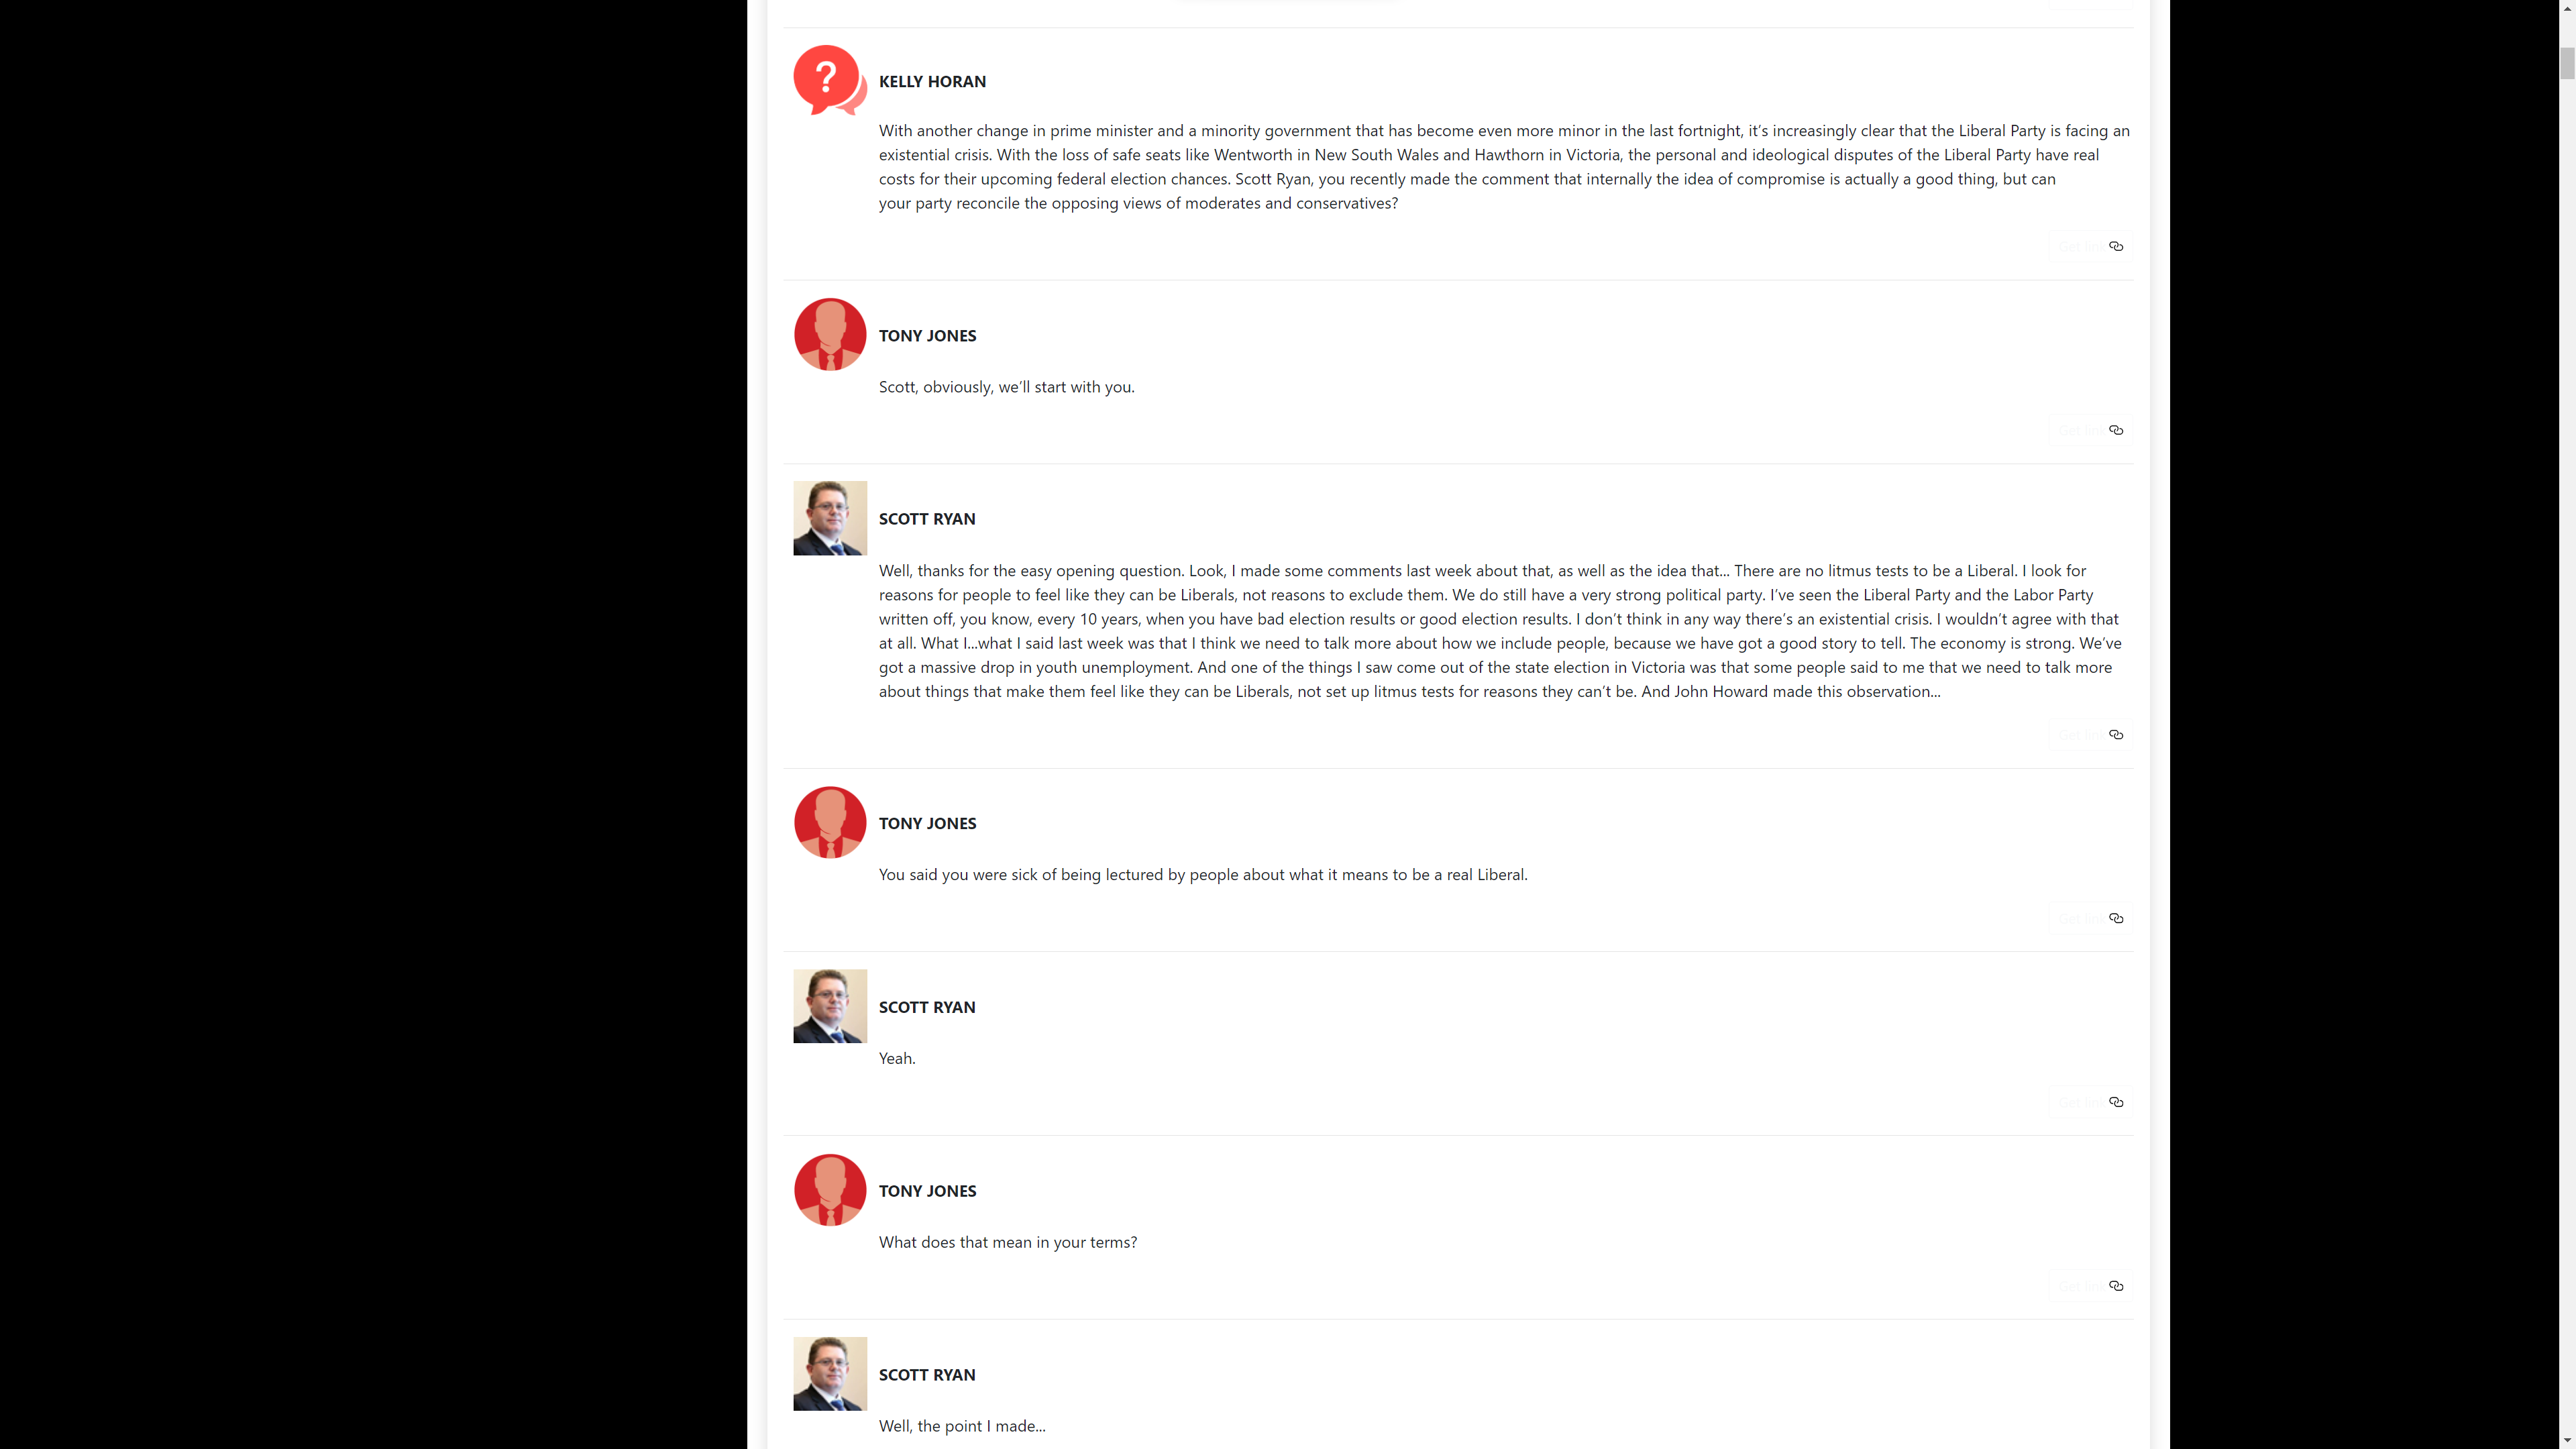 KELLY HORAN
With another change in prime minister and a minority government that has become even more minor in the last fortnight, it’s increasingly clear that the Liberal Party is facing an
existential crisis. With the loss of safe seats like Wentworth in New South Wales and Hawthorn in Victoria, the personal and ideological disputes of the Liberal Party have real
costs for their upcoming federal election chances. Scott Ryan, you recently made the comment that internally the idea of compromise is actually a good thing, but can
your party reconcile the opposing views of moderates and conservatives?
TONY JONES
Scott, obviously, we’ll start with you.
SCOTT RYAN
Well, thanks for the easy opening question. Look, I made some comments last week about that, as well as the idea that... There are no litmus tests to be a Liberal. I look for
reasons for people to feel like they can be Liberals, not reasons to exclude them. We do still have a very strong political party. I’ve seen the Liberal Party and the Labor Party
written off, you know, every 10 years, when you have bad election results or good election results. I don’t think in any way there’s an existential crisis. I wouldn’t agree with that
at all. What I...what I said last week was that I think we need to talk more about how we include people, because we have got a good story to tell. The economy is strong. We’ve
got a massive drop in youth unemployment. And one of the things I saw come out of the state election in Victoria was that some people said to me that we need to talk more
about things that make them feel like they can be Liberals, not set up litmus tests for reasons they can’t be. And John Howard made this observation...
TONY JONES
You said you were sick of being lectured by people about what it means to be a real Liberal.
SCOTT RYAN
Yeah.
TONY JONES
What does that mean in your terms?
SCOTT RYAN
Well, the point I made...